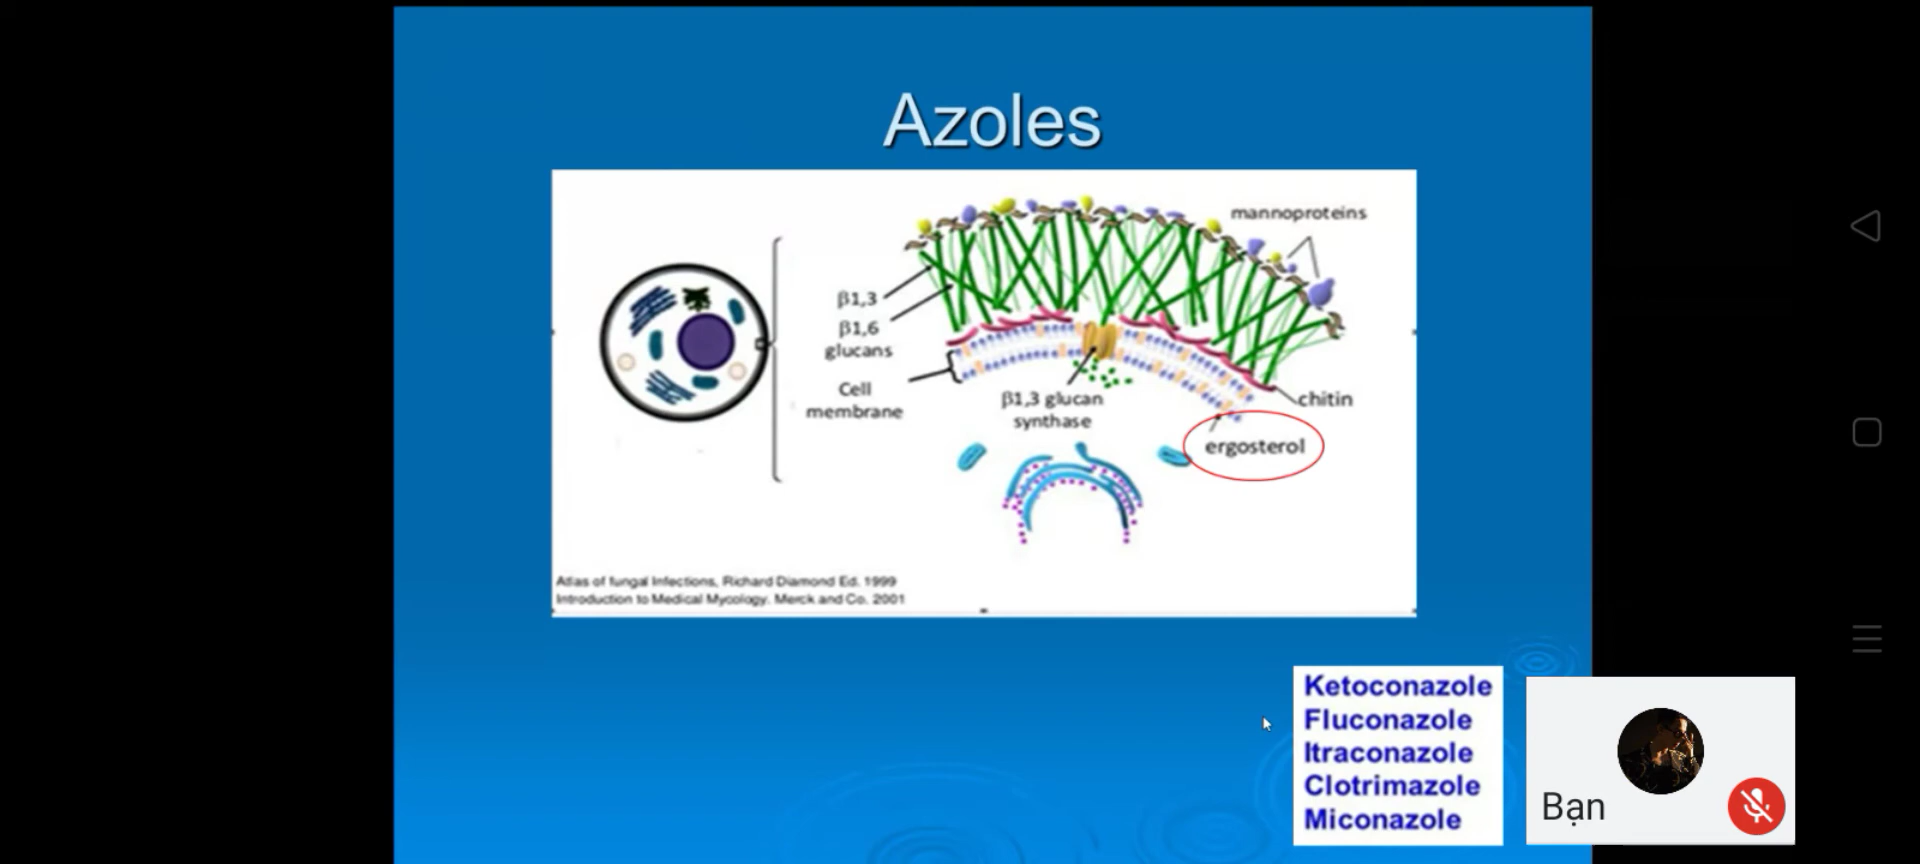 Azoles
mannoproteins
β1,3
β1,6
glucans
Cell
membrane
β1,3 glucan
synthase
chitin
ergosterol
Atlas of fungal Infections, Richard Diamond Ed. 1999
Introduction to Medical Mycology. Merck and Co. 2001
Ketoconazole
Fluconazole
Itraconazole
Clotrimazole
Miconazole
Bạn